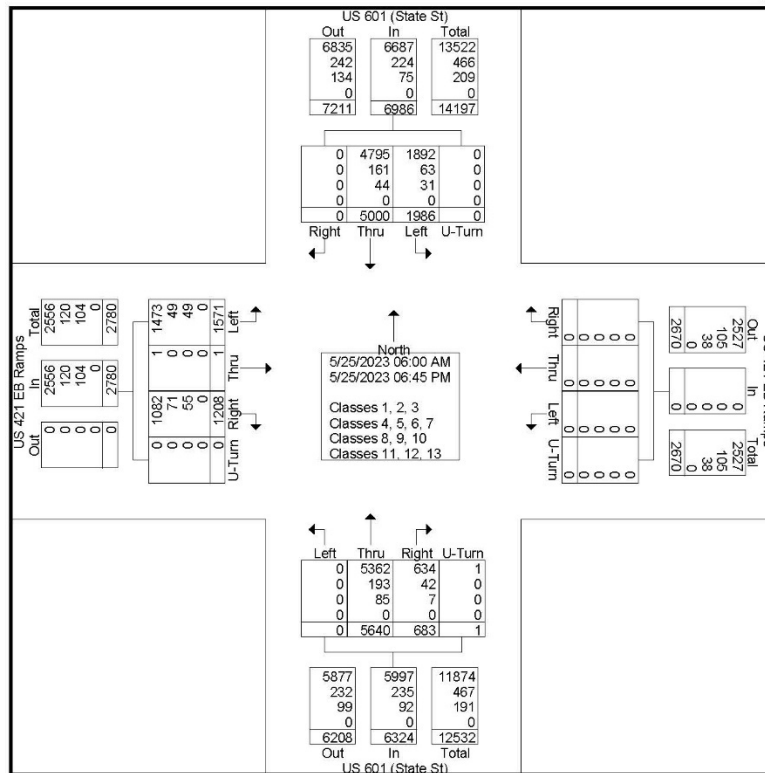 US 601 (State St)
Out In Total
6835 6687 13522
242 224 466
134 75 209
0 0 0
7211 6986 14197
0 4795 1892 0
0 161 63 0
0 44 31 0
0 0 0 0
0 5000 1986 0
Right Thru Left U-Turn
US 421 EB Ramps
Total
2556
120
104
0
2780
In
2556
120
104
0
2780
Out
0
0
0
0
0
1473 49 49 0 1571 Left
1 0 0 0 1 Thru
1082 71 55 0 1208 Right
0 0 0 0 0 U-Turn
North
5/25/2023 06:00 AM
5/25/2023 06:45 PM
Classes 1, 2, 3
Classes 4, 5, 6, 7
Classes 8, 9, 10
Classes 11, 12, 13
Right 0 0 0 0 0
Thru 0 0 0 0 0
Left 0 0 0 0 0
U-Turn 0 0 0 0 0
Out
2527
105
38
0
2670
In
0
0
0
0
0
Total
2527
105
38
0
2670
Left Thru Right U-Turn
0 5362 634 1
0 193 42 0
0 85 7 0
0 0 0 0
0 5640 683 1
5877 5997 11874
232 235 467
99 92 191
0 0 0
6208 6324 12532
Out In Total
US 601 (State St)